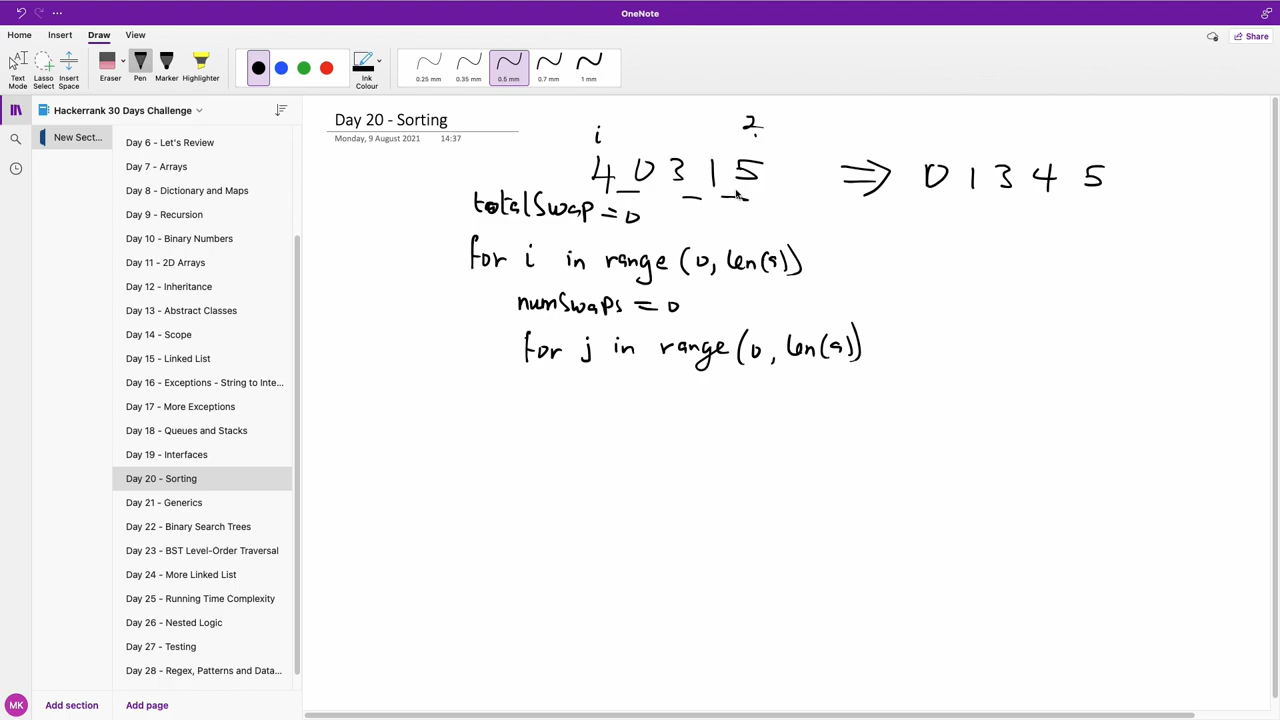 OneNote
Home Insert Draw View
Share
Text Mode
Lasso Select
Insert Space
Eraser
Pen
Marker
Highlighter
Ink Colour
0.25 mm
0.35 mm
0.5 mm
0.7 mm
1 mm
Hackerrank 30 Days Challenge
New Sect...
Day 6 - Let's Review
Day 7 - Arrays
Day 8 - Dictionary and Maps
Day 9 - Recursion
Day 10 - Binary Numbers
Day 11 - 2D Arrays
Day 12 - Inheritance
Day 13 - Abstract Classes
Day 14 - Scope
Day 15 - Linked List
Day 16 - Exceptions - String to Inte...
Day 17 - More Exceptions
Day 18 - Queues and Stacks
Day 19 - Interfaces
Day 20 - Sorting
Day 21 - Generics
Day 22 - Binary Search Trees
Day 23 - BST Level-Order Traversal
Day 24 - More Linked List
Day 25 - Running Time Complexity
Day 26 - Nested Logic
Day 27 - Testing
Day 28 - Regex, Patterns and Data...
MK
Add section
Add page
Day 20 - Sorting
Monday, 9 August 2021 14:37
i
4 0 3 1 5 ⇒ 0 1 3 4 5
totalSwap = 0
for i in range (0, len(a))
numSwaps = 0
for j in range (0, len(a))